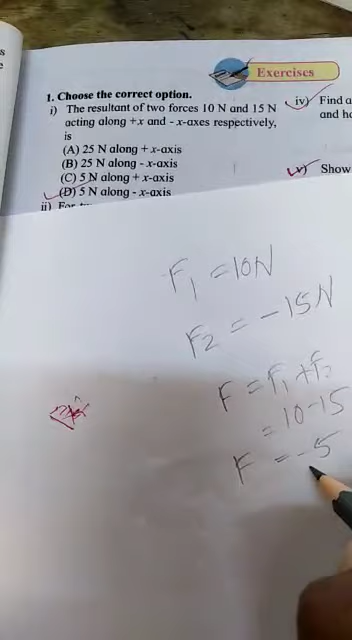 Exercises
1. Choose the correct option.
i) The resultant of two forces 10 N and 15 N
acting along +x and - x-axes respectively,
is
(A) 25 N along + x-axis
(B) 25 N along - x-axis
(C) 5 N along + x-axis
(D) 5 N along - x-axis
ii) For
iv) Find a
and
v) Show
F₁ = 10N
F₂ = -15N
F = F₁ + F₂
= 10-15
F = -5